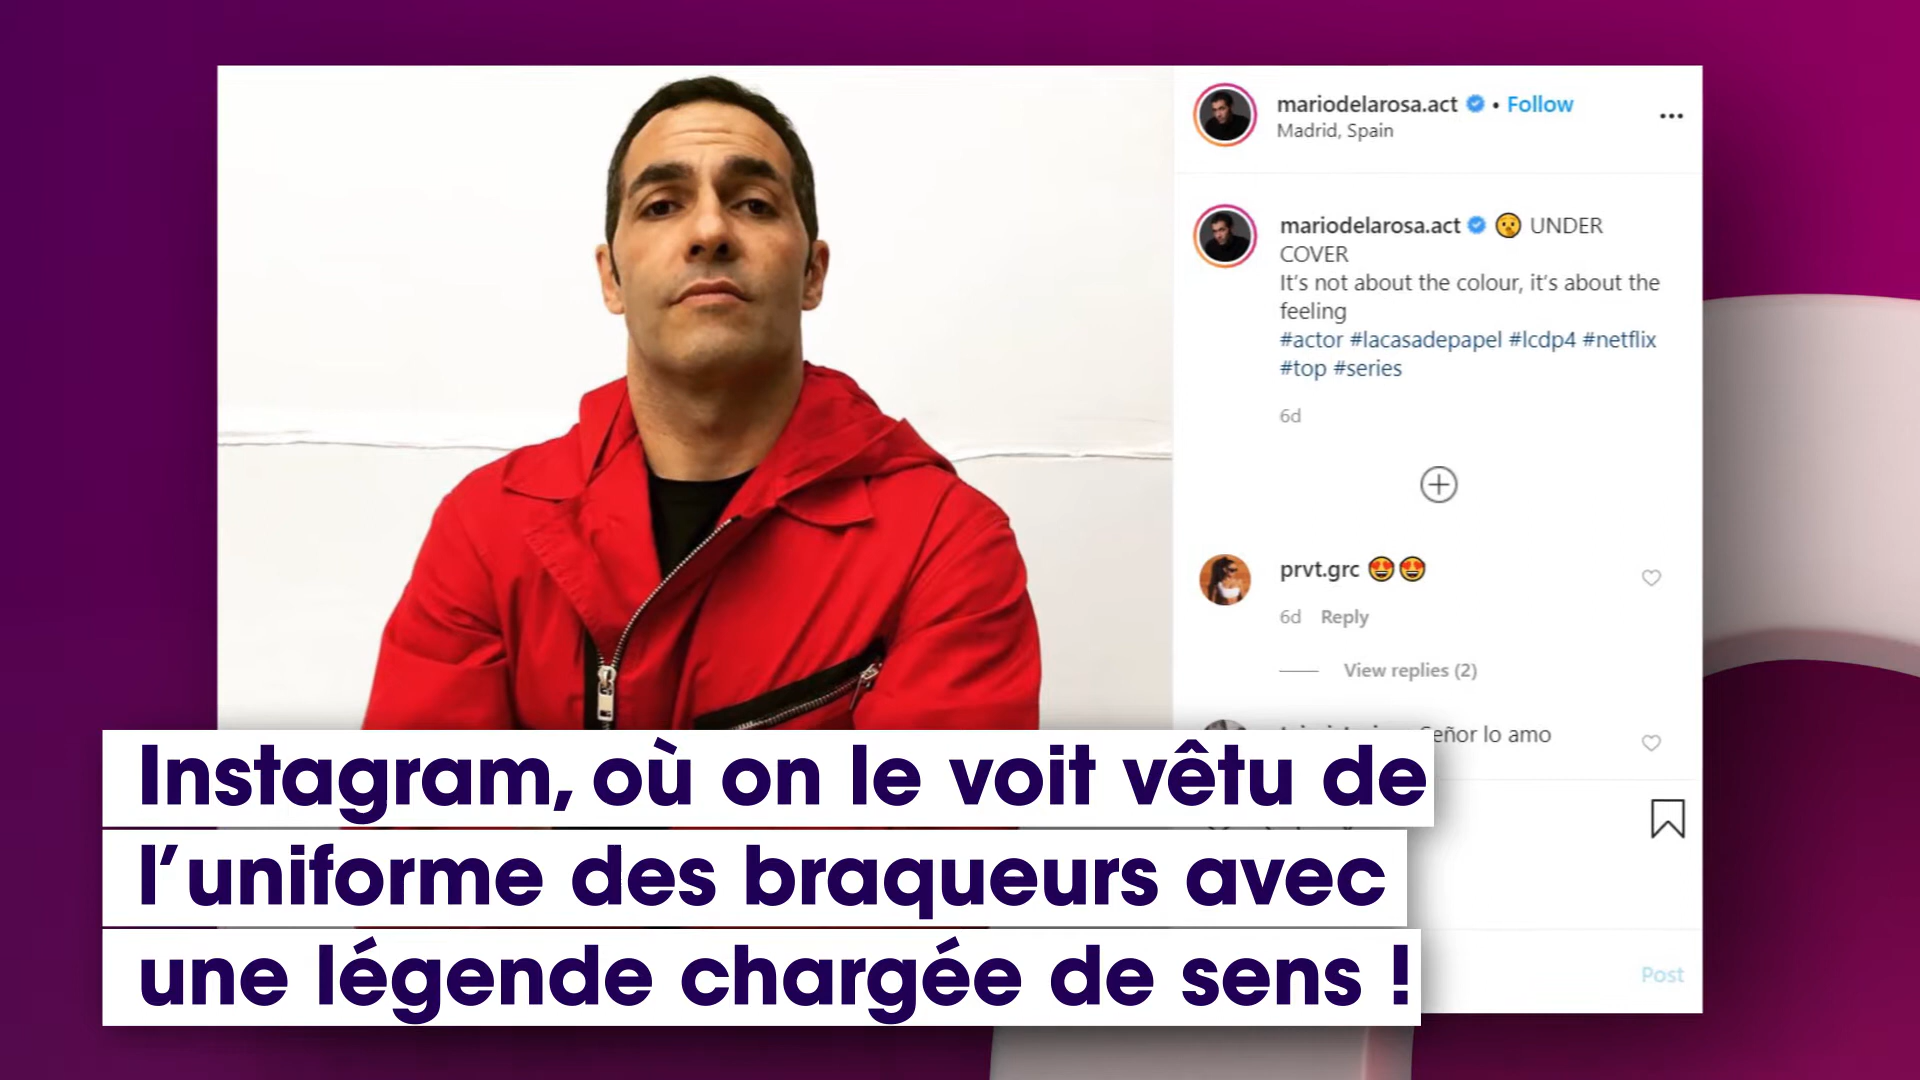 mariodelarosa.act • Follow
Madrid, Spain
mariodelarosa.act 🤫 UNDER
COVER
It's not about the colour, it's about the
feeling
#actor #lacasadepapel #lcdp4 #netflix
#top #series
6d
prvt.grc 😍😍
6d Reply
View replies (2)
Señor lo amo
Post
Instagram, où on le voit vêtu de
l'uniforme des braqueurs avec
une légende chargée de sens !